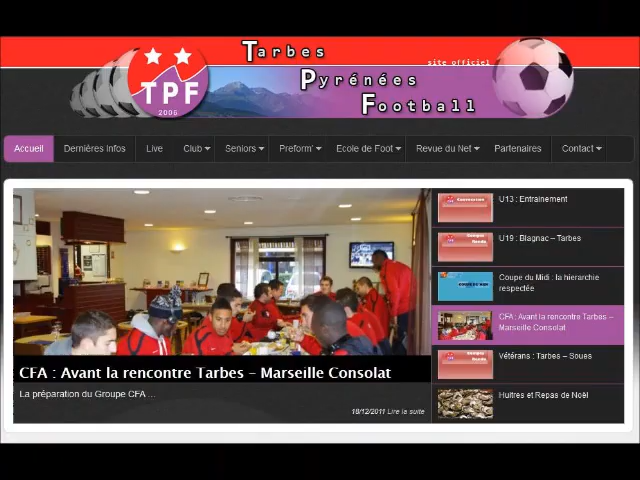 Tarbes
site officiel
Pyrénées
Football
TPF
2006
Accueil Dernières Infos Live Club Seniors Préform' Ecole de Foot Revue du Net Partenaires Contact
U13 : Entrainement
U19 : Blagnac – Tarbes
Coupe du Midi : la hierarchie
respectée
CFA : Avant la rencontre Tarbes –
Marseille Consolat
Vétérans : Tarbes – Soues
Huîtres et Repas de Noël
CFA : Avant la rencontre Tarbes – Marseille Consolat
La préparation du Groupe CFA ...
18/12/2011 Lire la suite